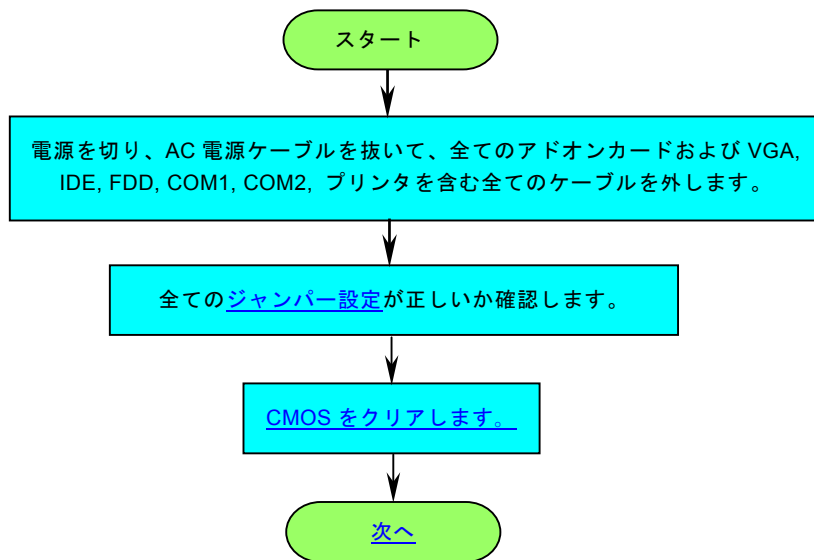 スタート
電源を切り、AC 電源ケーブルを抜いて、全てのアドオンカードおよび VGA,
IDE, FDD, COM1, COM2, プリンタを含む全てのケーブルを外します。
全てのジャンパー設定が正しいか確認します。
CMOS をクリアします。
次へ